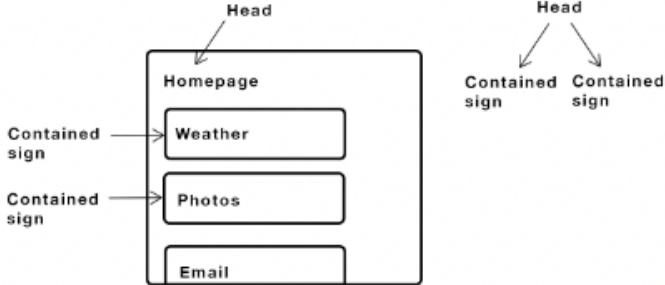 Head
Head
Homepage
Contained
sign
Contained
sign
Contained
sign
Weather
Contained
sign
Photos
Email